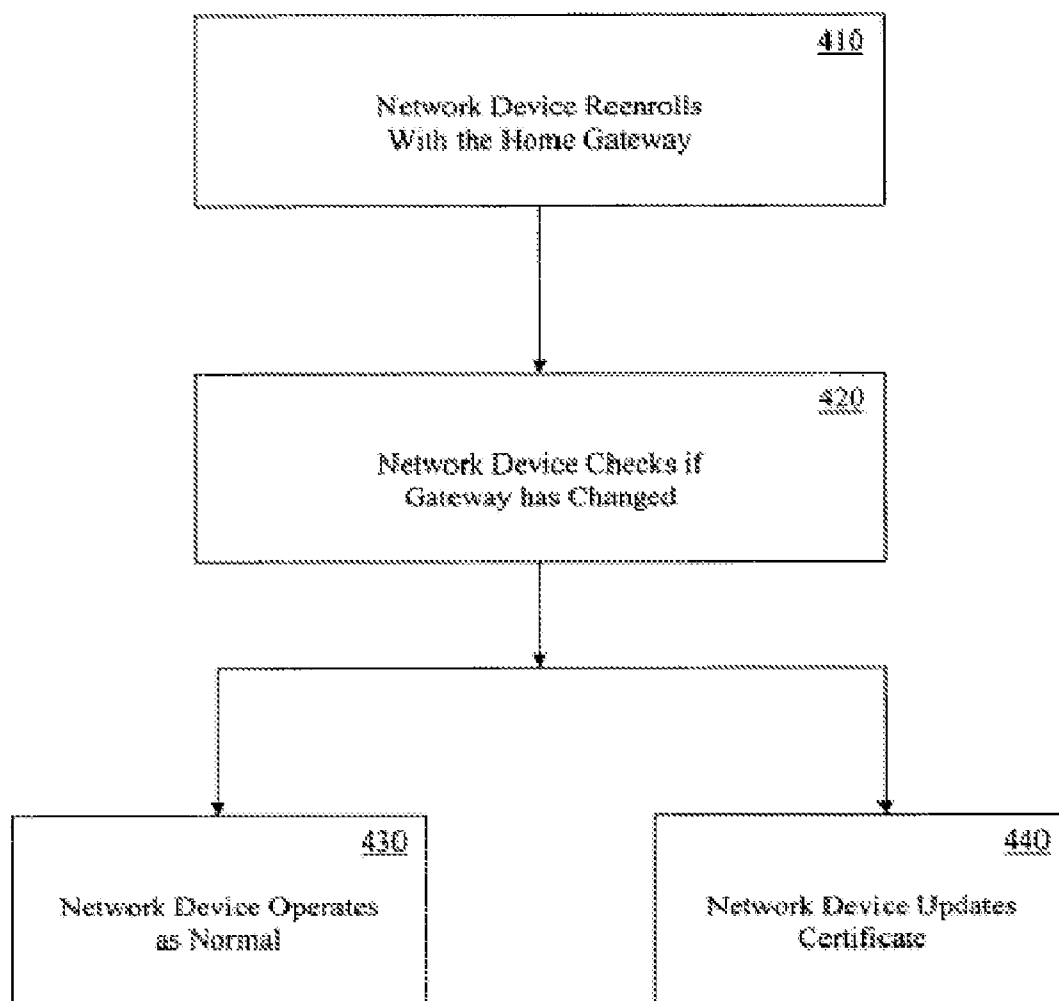 410
Network Device Reenrolls
With the Home Gateway
420
Network Device Checks if
Gateway has Changed
430
Network Device Operates
as Normal
440
Network Device Updates
Certificate